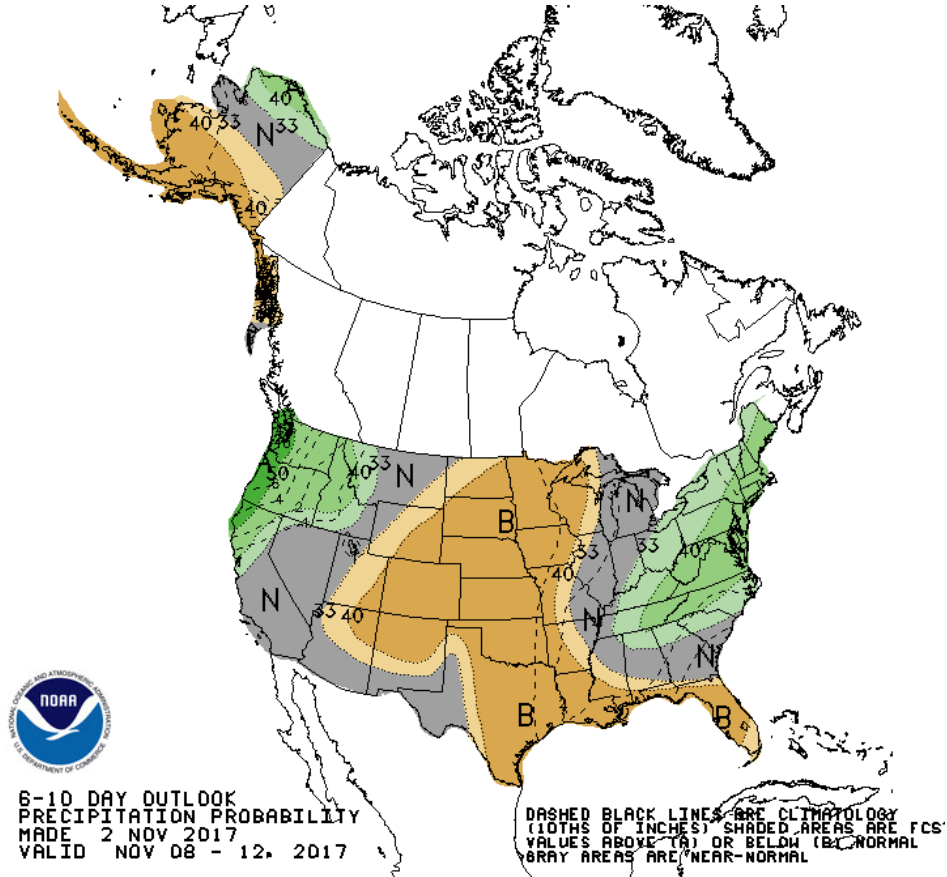 40
40 33 N 33
40
A 50
40 33 N
N
B
33
40
33 40
N
N
33 40
N
N
B
B
NATIONAL OCEANIC AND ATMOSPHERIC ADMINISTRATION
NOAA
U.S. DEPARTMENT OF COMMERCE
6-10 DAY OUTLOOK
PRECIPITATION PROBABILITY
MADE 2 NOV 2017
VALID NOV 08 - 12, 2017
DASHED BLACK LINES ARE CLIMATOLOGY
(10THS OF INCHES) SHADED AREAS ARE FCST
VALUES ABOVE (A) OR BELOW (B) NORMAL
GRAY AREAS ARE NEAR-NORMAL